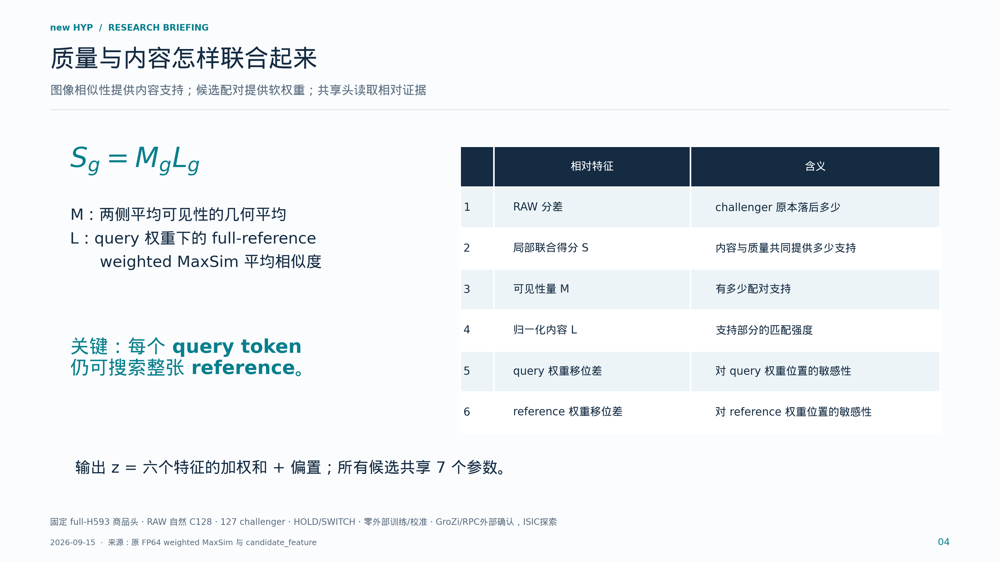 new HYP / RESEARCH BRIEFING
质量与内容怎样联合起来
图像相似性提供内容支持；候选配对提供软权重；共享头读取相对证据
S_g = M_g L_g
M：两侧平均可见性的几何平均
L：query 权重下的 full-reference
weighted MaxSim 平均相似度
关键：每个 query token
仍可搜索整张 reference。
相对特征 含义
1 RAW 分差 challenger 原本落后多少
2 局部联合得分 S 内容与质量共同提供多少支持
3 可见性量 M 有多少配对支持
4 归一化内容 L 支持部分的匹配强度
5 query 权重移位差 对 query 权重位置的敏感性
6 reference 权重移位差 对 reference 权重位置的敏感性
输出 z = 六个特征的加权和 + 偏置；所有候选共享 7 个参数。
固定 full-H593 商品头 · RAW 自然 C128 · 127 challenger · HOLD/SWITCH · 零外部训练/校准 · GroZi/RPC外部确认，ISIC探索
2026-09-15 · 来源：原 FP64 weighted MaxSim 与 candidate_feature
04